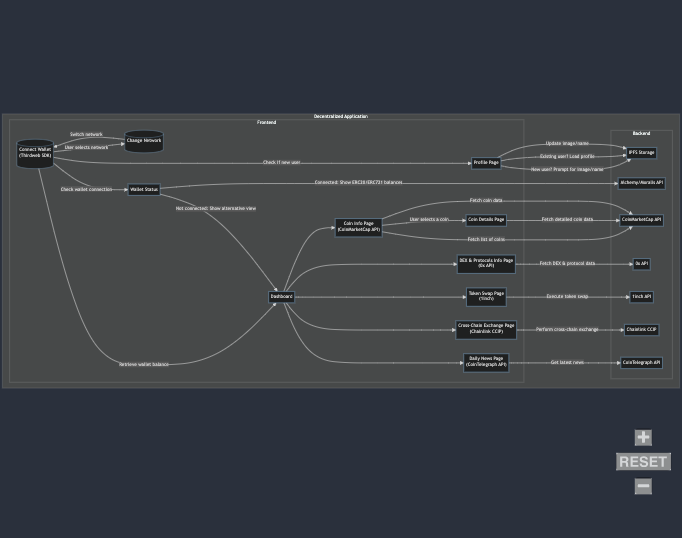 Decentralized Application
Frontend
Backend
Switch network
Change Network
User selects network
Connect Wallet
(Thirdweb SDK)
Check if new user
Profile Page
Update image/name
Existing user? Load profile
New user? Prompt for image/name
IPFS Storage
Check wallet connection
Wallet Status
Connected: Show ERC20/ERC721 balances
Alchemy/Moralis API
Not connected: Show alternative view
Coin Info Page
(CoinMarketCap API)
Fetch coin data
User selects a coin
Coin Details Page
Fetch detailed coin data
CoinMarketCap API
Fetch list of coins
DEX & Protocols Info Page
(0x API)
Fetch DEX & protocol data
0x API
Dashboard
Token Swap Page
(1inch)
Execute token swap
1inch API
Cross-Chain Exchange Page
(Chainlink CCIP)
Perform cross-chain exchange
Chainlink CCIP
Retrieve wallet balance
Daily News Page
(CoinTelegraph API)
Get latest news
CoinTelegraph API
+
RESET
−